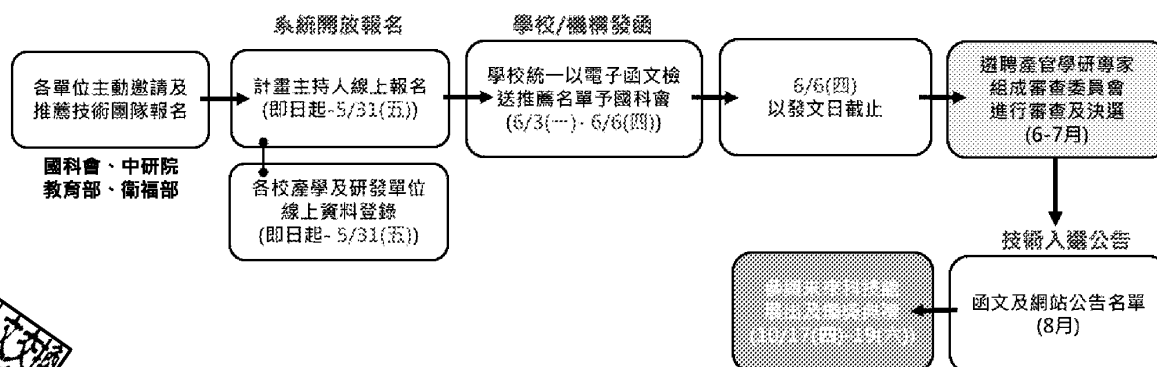 系統開放報名
學校/機構發函
各單位主動邀請及
推薦技術團隊報名
計畫主持人線上報名
(即日起~5/31(五))
學校統一以電子函文檢
送推薦名單予國科會
(6/3(一)- 6/6(四))
6/6(四)
以發文日截止
遴聘產官學研專家
組成審查委員會
進行審查及決選
(6-7月)
國科會、中研院
教育部、衛福部
各校產學及研發單位
線上資料登錄
(即日起~ 5/31(五))
技術入選公告
函文及網站公告名單
(8月)